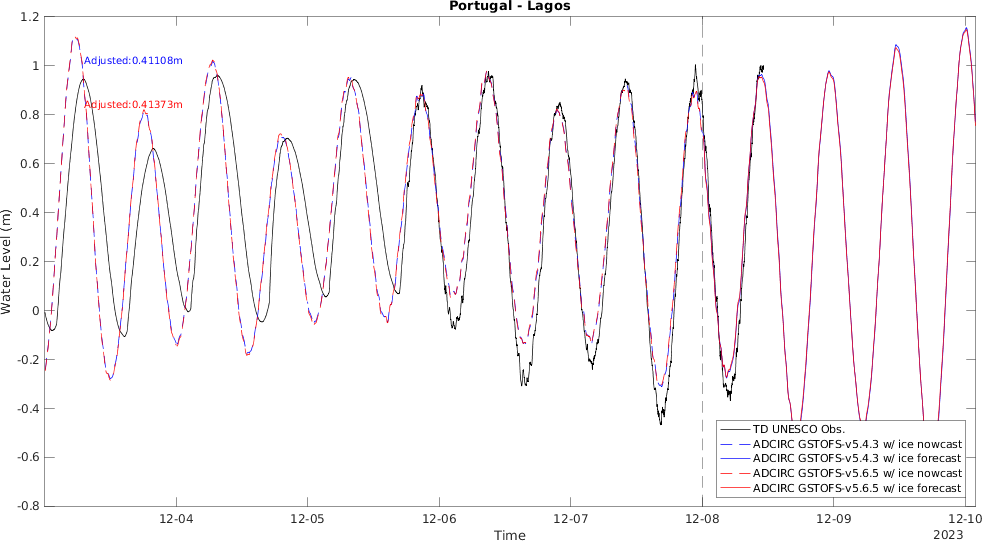 Portugal - Lagos
1.2
1
0.8
0.6
0.4
0.2
0
-0.2
-0.4
-0.6
-0.8
Water Level (m)
Adjusted:0.41108m
Adjusted:0.41373m
TD UNESCO Obs.
ADCIRC GSTOFS-v5.4.3 w/ ice nowcast
ADCIRC GSTOFS-v5.4.3 w/ ice forecast
ADCIRC GSTOFS-v5.6.5 w/ ice nowcast
ADCIRC GSTOFS-v5.6.5 w/ ice forecast
12-04 12-05 12-06 12-07 12-08 12-09 12-10
Time
2023